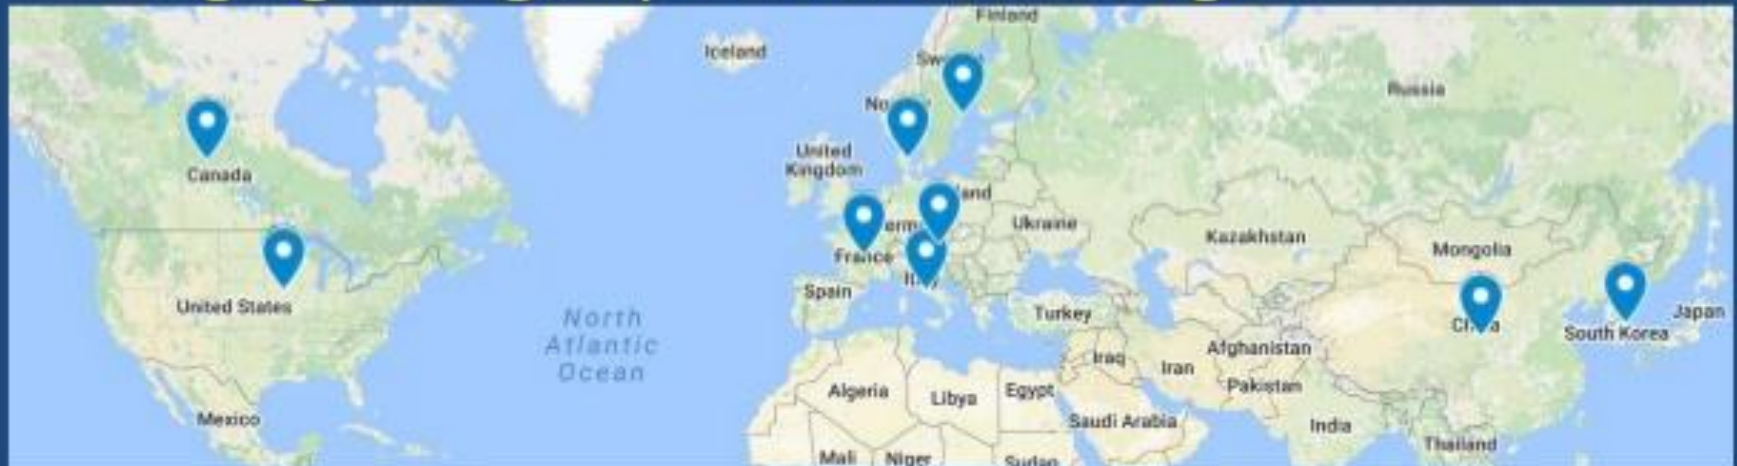 Finland
Iceland
Russia
United
Kingdom
Canada
Ukraine
Kazakhstan
Mongolia
France
Spain
United States
North
Atlantic
Ocean
Turkey
Japan
South Korea
Iraq
Iran
Afghanistan
Pakistan
Algeria
Libya
Egypt
Saudi Arabia
India
Thailand
Mexico
Mali
Niger
Sudan